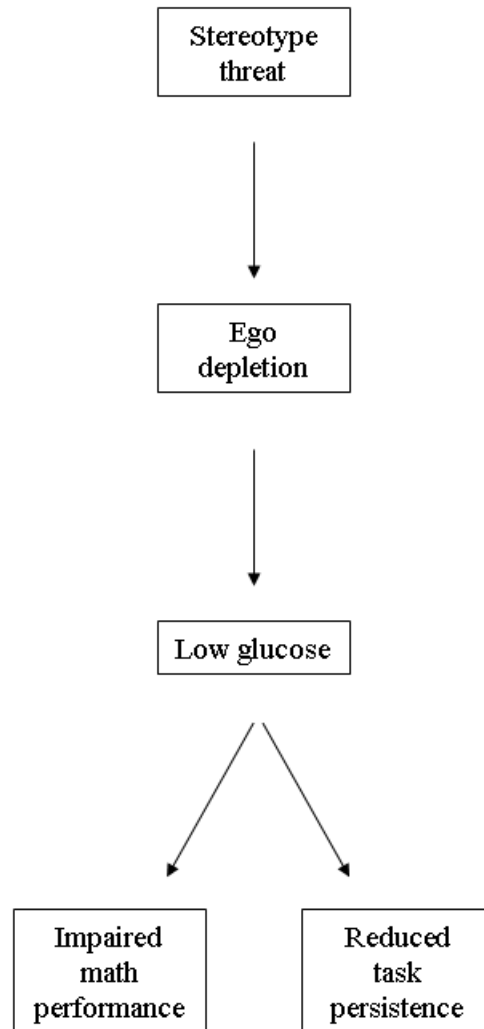 Stereotype
threat
Ego
depletion
Low glucose
Impaired
math
performance
Reduced
task
persistence